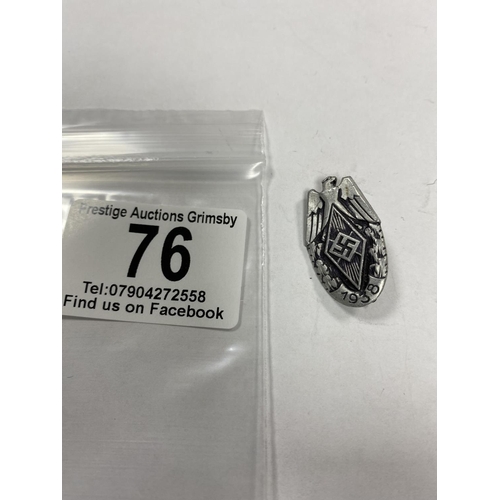 Prestige Auctions Grimsby
76
Tel:07904272558
Find us on Facebook
1938